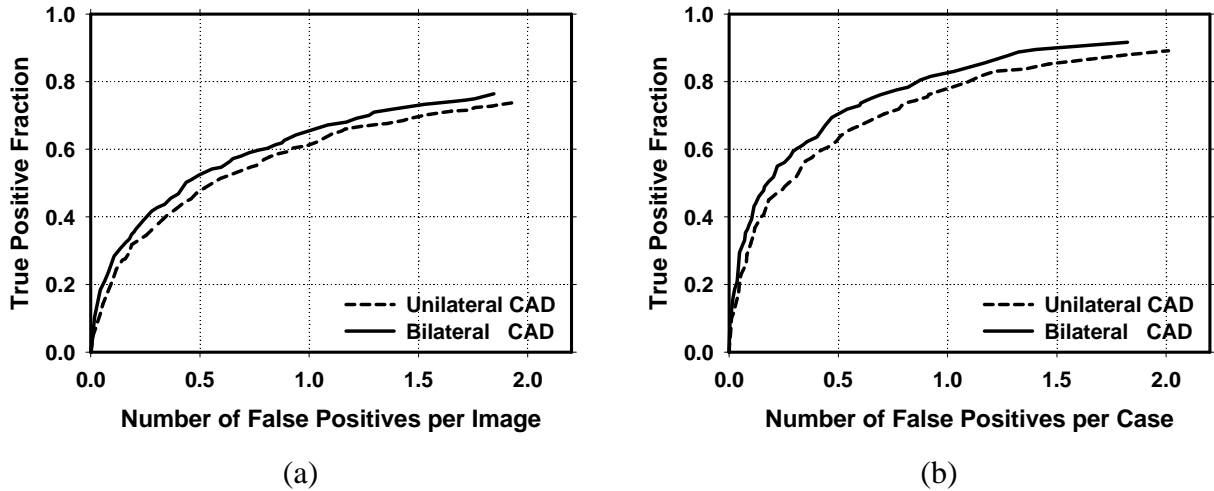 1.0
0.8
0.6
0.4
0.2
0.0
True Positive Fraction
Unilateral CAD
Bilateral CAD
0.0 0.5 1.0 1.5 2.0
Number of False Positives per Image
(a)
1.0
0.8
0.6
0.4
0.2
0.0
True Positive Fraction
Unilateral CAD
Bilateral CAD
0.0 0.5 1.0 1.5 2.0
Number of False Positives per Case
(b)